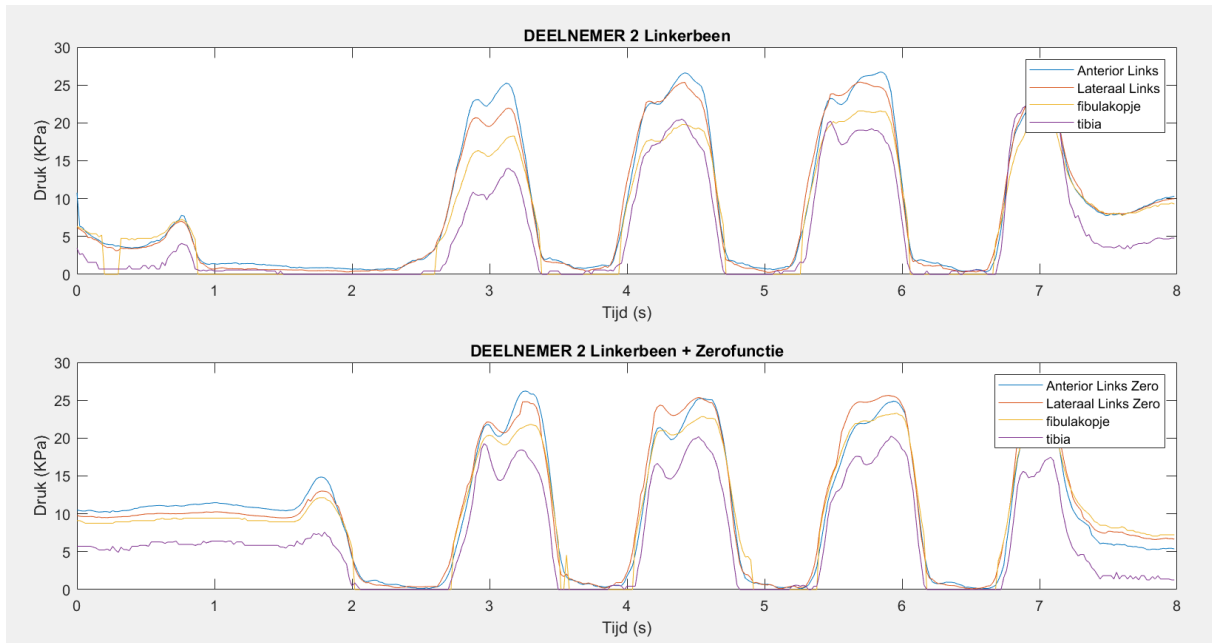 DEELNEMER 2 Linkerbeen
30
25
20
15
10
5
0
Druk (KPa)
Anterior Links
Lateraal Links
fibulakopje
tibia
0 1 2 3 4 5 6 7 8
Tijd (s)
DEELNEMER 2 Linkerbeen + Zerofunctie
30
25
20
15
10
5
0
Druk (KPa)
Anterior Links Zero
Lateraal Links Zero
fibulakopje
tibia
0 1 2 3 4 5 6 7 8
Tijd (s)